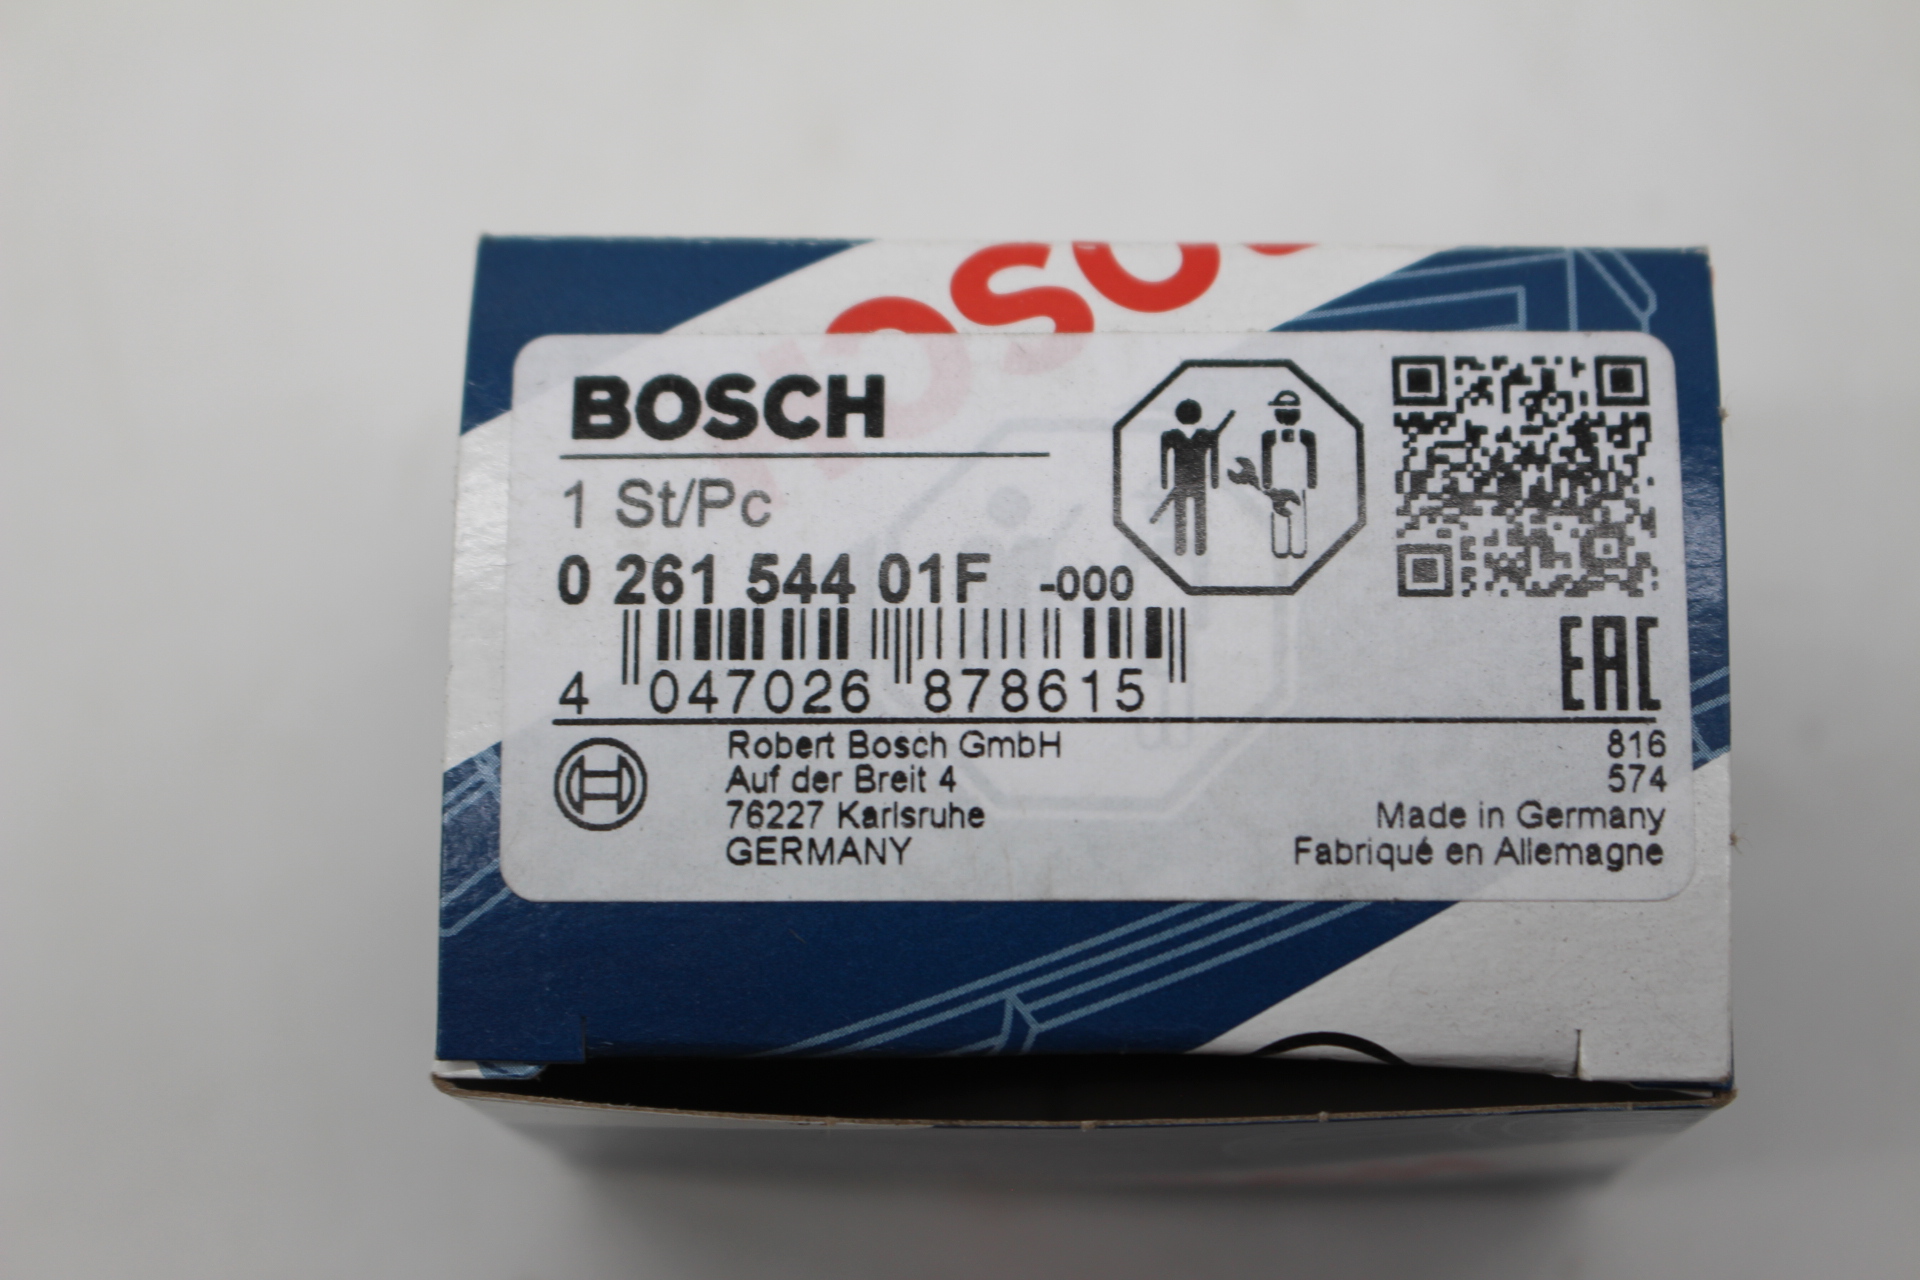 BOSCH
BOSCH
1 St/Pc
0 261 544 01F -000
4 047026 878615
EAC
Robert Bosch GmbH
Auf der Breit 4
76227 Karlsruhe
GERMANY
816
574
Made in Germany
Fabriqué en Allemagne